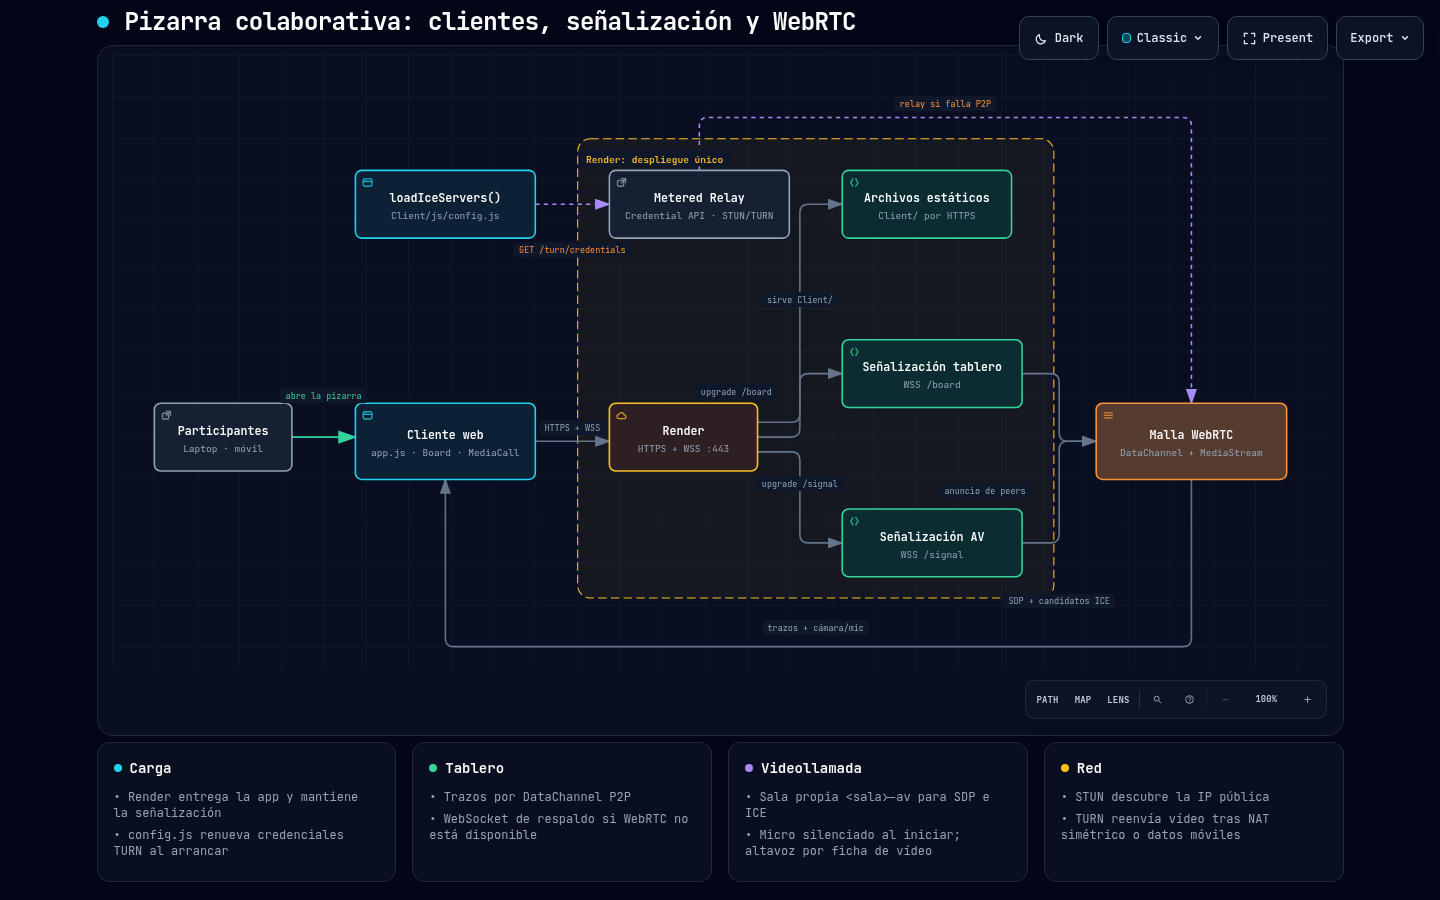 Pizarra colaborativa: clientes, señalización y WebRTC
Dark
Classic
Present
Export
relay si falla P2P
Render: despliegue único
loadIceServers()
Client/js/config.js
Metered Relay
Credential API · STUN/TURN
Archivos estáticos
Client/ por HTTPS
GET /turn/credentials
sirve Client/
Señalización tablero
WSS /board
abre la pizarra
upgrade /board
Participantes
Laptop · móvil
Cliente web
app.js · Board · MediaCall
HTTPS + WSS
Render
HTTPS + WSS :443
Malla WebRTC
DataChannel + MediaStream
upgrade /signal
anuncio de peers
Señalización AV
WSS /signal
SDP + candidatos ICE
trazos + cámara/mic
PATH
MAP
LENS
100%
Carga
• Render entrega la app y mantiene
la señalización
• config.js renueva credenciales
TURN al arrancar
Tablero
• Trazos por DataChannel P2P
• WebSocket de respaldo si WebRTC no
está disponible
Videollamada
• Sala propia <sala>—av para SDP e
ICE
• Micro silenciado al iniciar;
altavoz por ficha de vídeo
Red
• STUN descubre la IP pública
• TURN reenvía vídeo tras NAT
simétrico o datos móviles